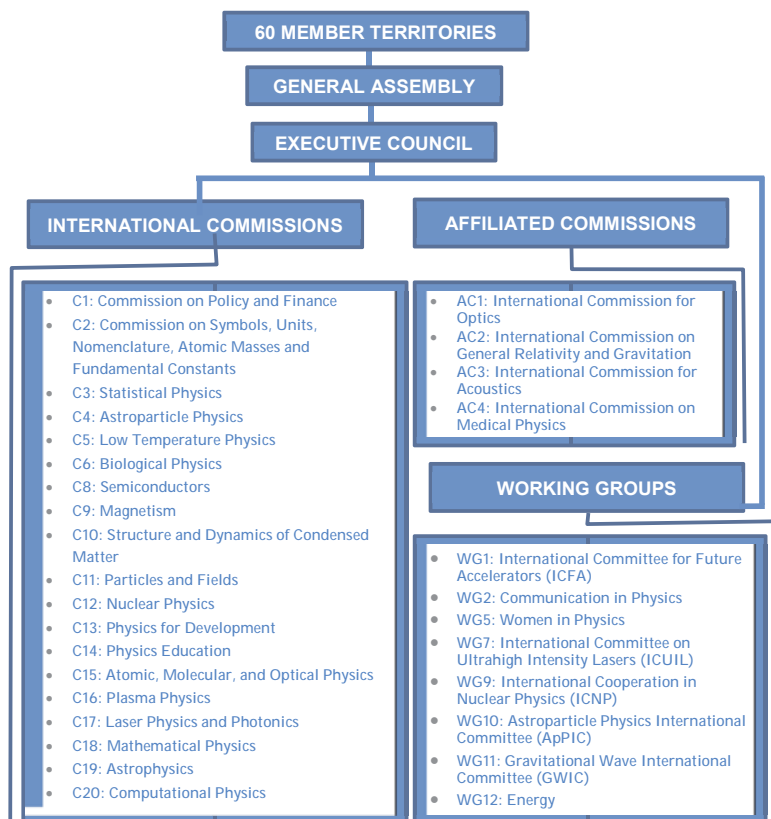 60 MEMBER TERRITORIES
GENERAL ASSEMBLY
EXECUTIVE COUNCIL
INTERNATIONAL COMMISSIONS
• C1: Commission on Policy and Finance
• C2: Commission on Symbols, Units,
Nomenclature, Atomic Masses and
Fundamental Constants
• C3: Statistical Physics
• C4: Astroparticle Physics
• C5: Low Temperature Physics
• C6: Biological Physics
• C8: Semiconductors
• C9: Magnetism
• C10: Structure and Dynamics of Condensed
Matter
• C11: Particles and Fields
• C12: Nuclear Physics
• C13: Physics for Development
• C14: Physics Education
• C15: Atomic, Molecular, and Optical Physics
• C16: Plasma Physics
• C17: Laser Physics and Photonics
• C18: Mathematical Physics
• C19: Astrophysics
• C20: Computational Physics
AFFILIATED COMMISSIONS
• AC1: International Commission for
Optics
• AC2: International Commission on
General Relativity and Gravitation
• AC3: International Commission for
Acoustics
• AC4: International Commission on
Medical Physics
WORKING GROUPS
• WG1: International Committee for Future
Accelerators (ICFA)
• WG2: Communication in Physics
• WG5: Women in Physics
• WG7: International Committee on
Ultrahigh Intensity Lasers (ICUIL)
• WG9: International Cooperation in
Nuclear Physics (ICNP)
• WG10: Astroparticle Physics International
Committee (ApPIC)
• WG11: Gravitational Wave International
Committee (GWIC)
• WG12: Energy